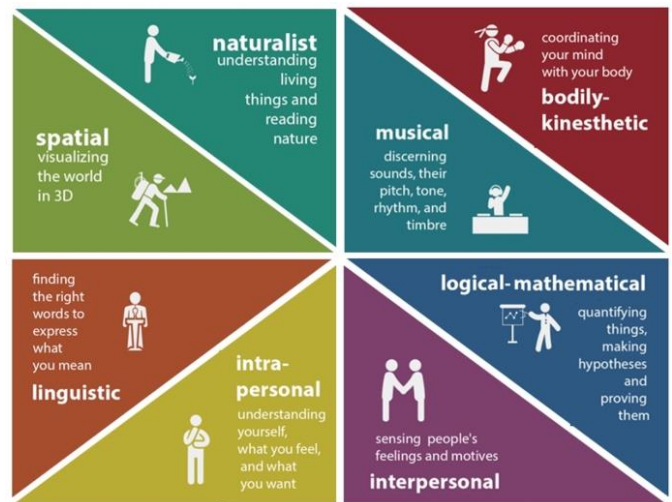 naturalist
understanding
living
things and
reading
nature
spatial
visualizing
the world
in 3D
coordinating
your mind
with your body
bodily-
kinesthetic
musical
discerning
sounds, their
pitch, tone,
rhythm, and
timbre
finding
the right
words to
express
what
you mean
linguistic
intra-
personal
understanding
yourself,
what you feel,
and what
you want
logical-mathematical
quantifying
things,
making
hypotheses
and
proving
them
sensing people's
feelings and motives
interpersonal